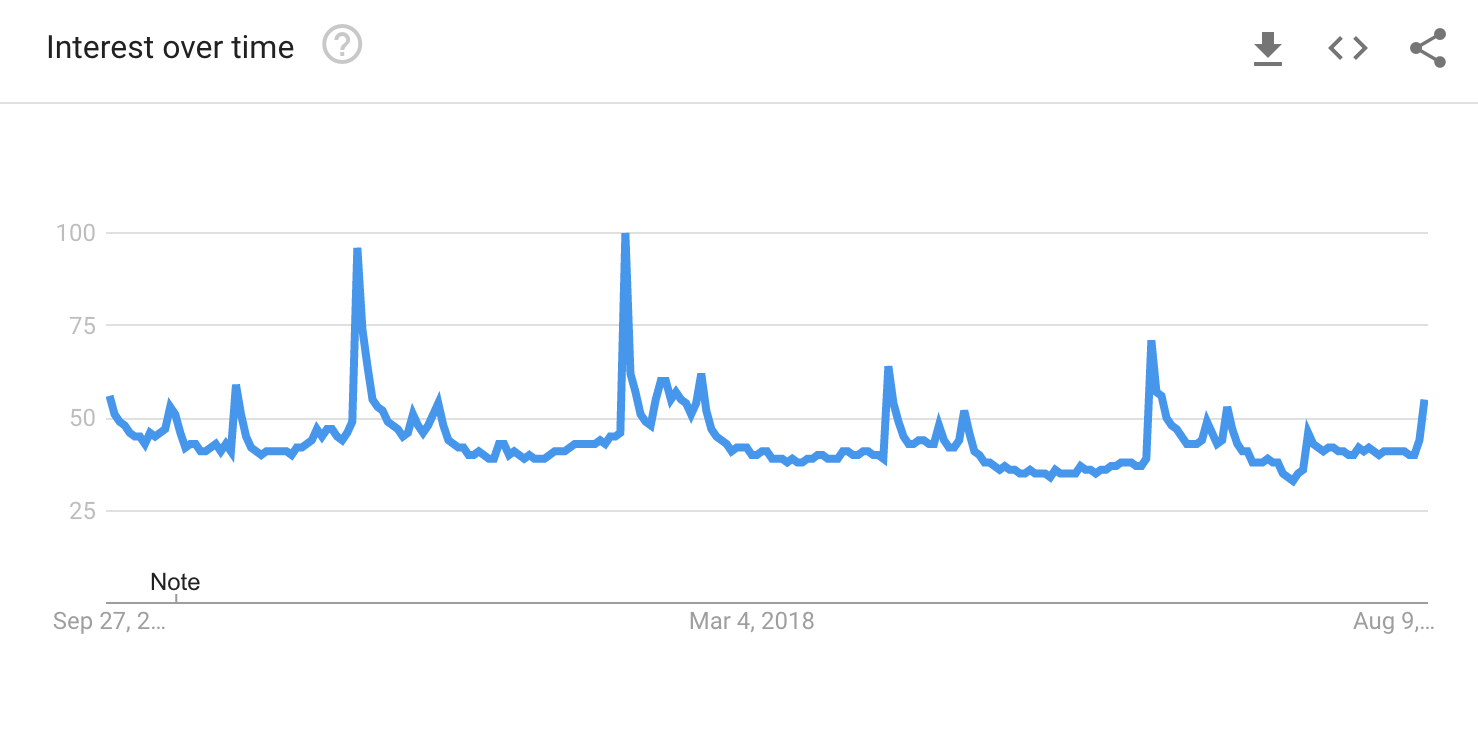 Interest over time
100
75
50
25
Note
Sep 27, 2...
Mar 4, 2018
Aug 9,...